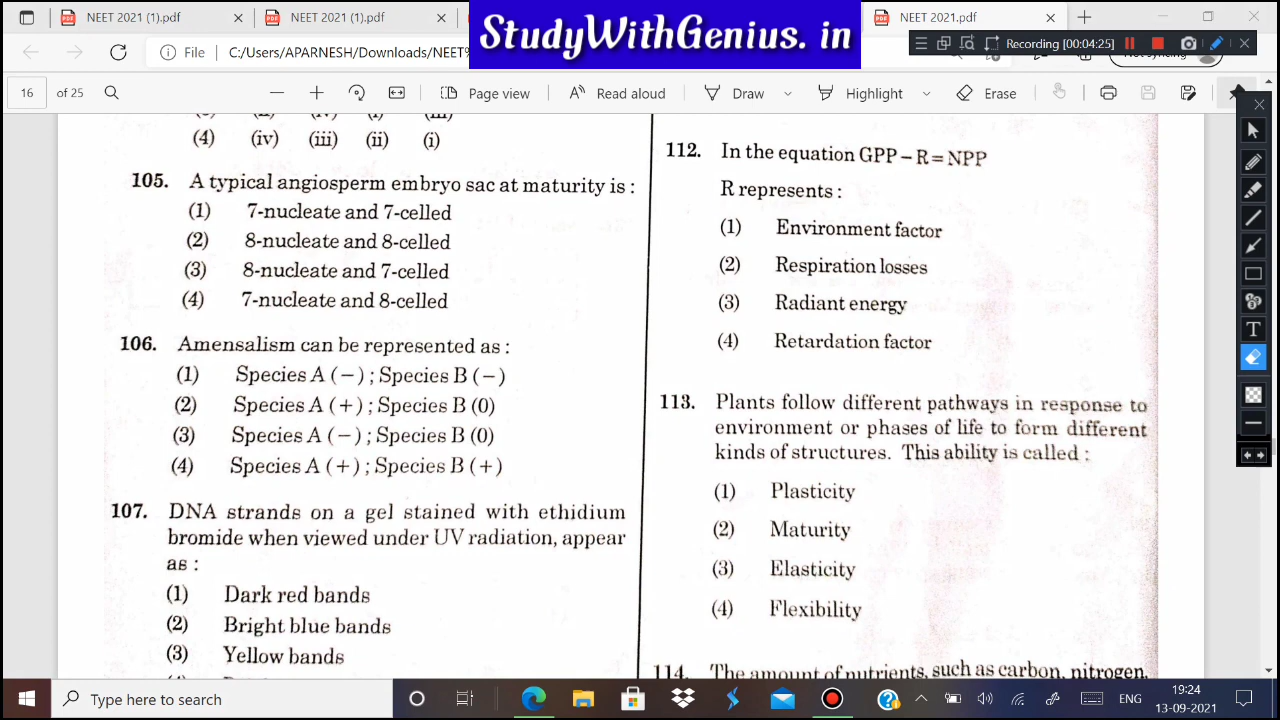 NEET 2021 (1).pdf
NEET 2021 (1).pdf
StudyWithGenius. in
NEET 2021.pdf
File
C:/Users/APARNESH/Downloads/NEET%
Recording [00:04:25]
16 of 25
Page view
Read aloud
Draw
Highlight
Erase
(4) (iv) (iii) (ii) (i)
105. A typical angiosperm embryo sac at maturity is :
(1) 7-nucleate and 7-celled
(2) 8-nucleate and 8-celled
(3) 8-nucleate and 7-celled
(4) 7-nucleate and 8-celled
106. Amensalism can be represented as :
(1) Species A (−) ; Species B (−)
(2) Species A (+) ; Species B (0)
(3) Species A (−) ; Species B (0)
(4) Species A (+) ; Species B (+)
107. DNA strands on a gel stained with ethidium
bromide when viewed under UV radiation, appear
as :
(1) Dark red bands
(2) Bright blue bands
(3) Yellow bands
112. In the equation GPP − R = NPP
R represents :
(1) Environment factor
(2) Respiration losses
(3) Radiant energy
(4) Retardation factor
113. Plants follow different pathways in response to
environment or phases of life to form different
kinds of structures. This ability is called :
(1) Plasticity
(2) Maturity
(3) Elasticity
(4) Flexibility
114. The amount of nutrients, such as carbon, nitrogen,
Type here to search
ENG
19:24
13-09-2021